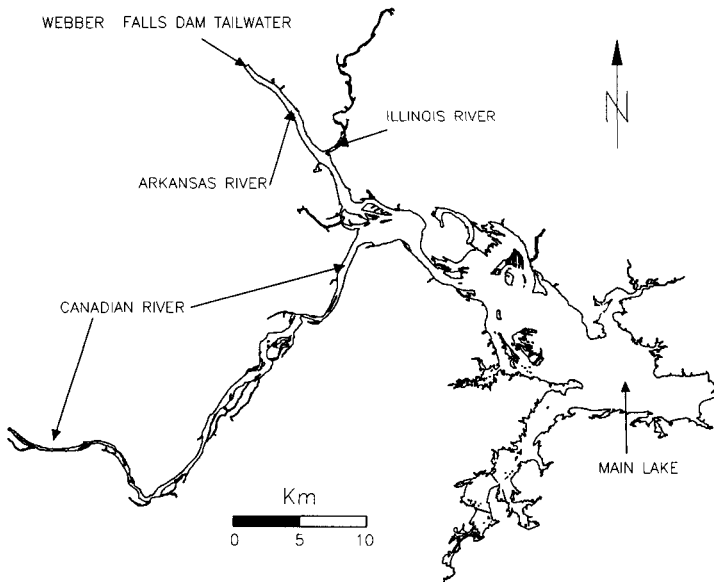 WEBBER FALLS DAM TAILWATER
ILLINOIS RIVER
N
ARKANSAS RIVER
CANADIAN RIVER
MAIN LAKE
Km
0 5 10